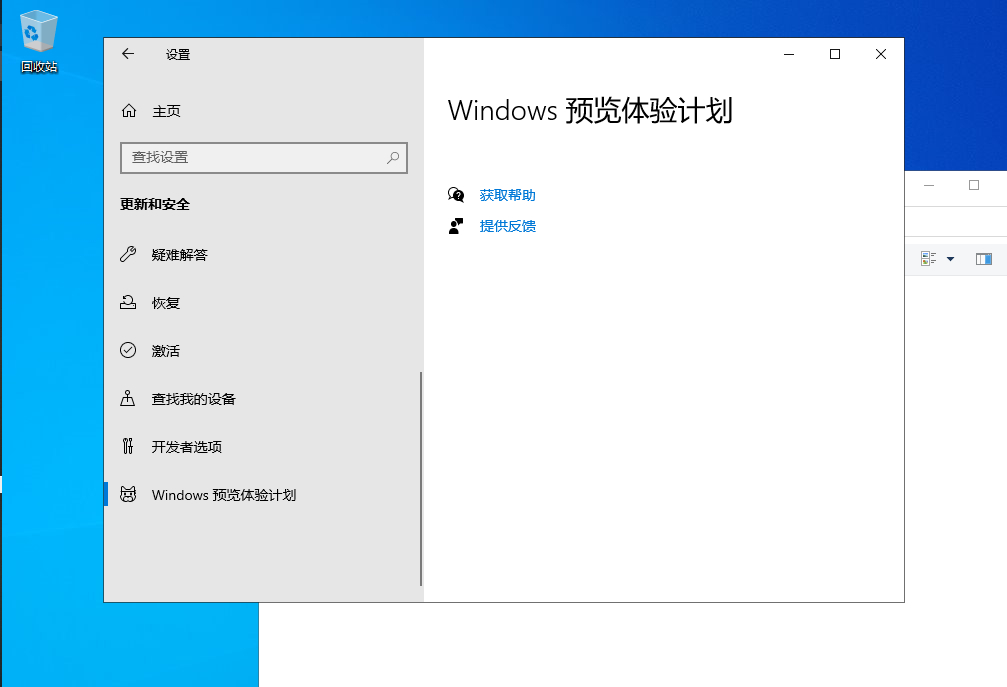 回收站
设置
主页
查找设置
更新和安全
疑难解答
恢复
激活
查找我的设备
开发者选项
Windows 预览体验计划
Windows 预览体验计划
获取帮助
提供反馈